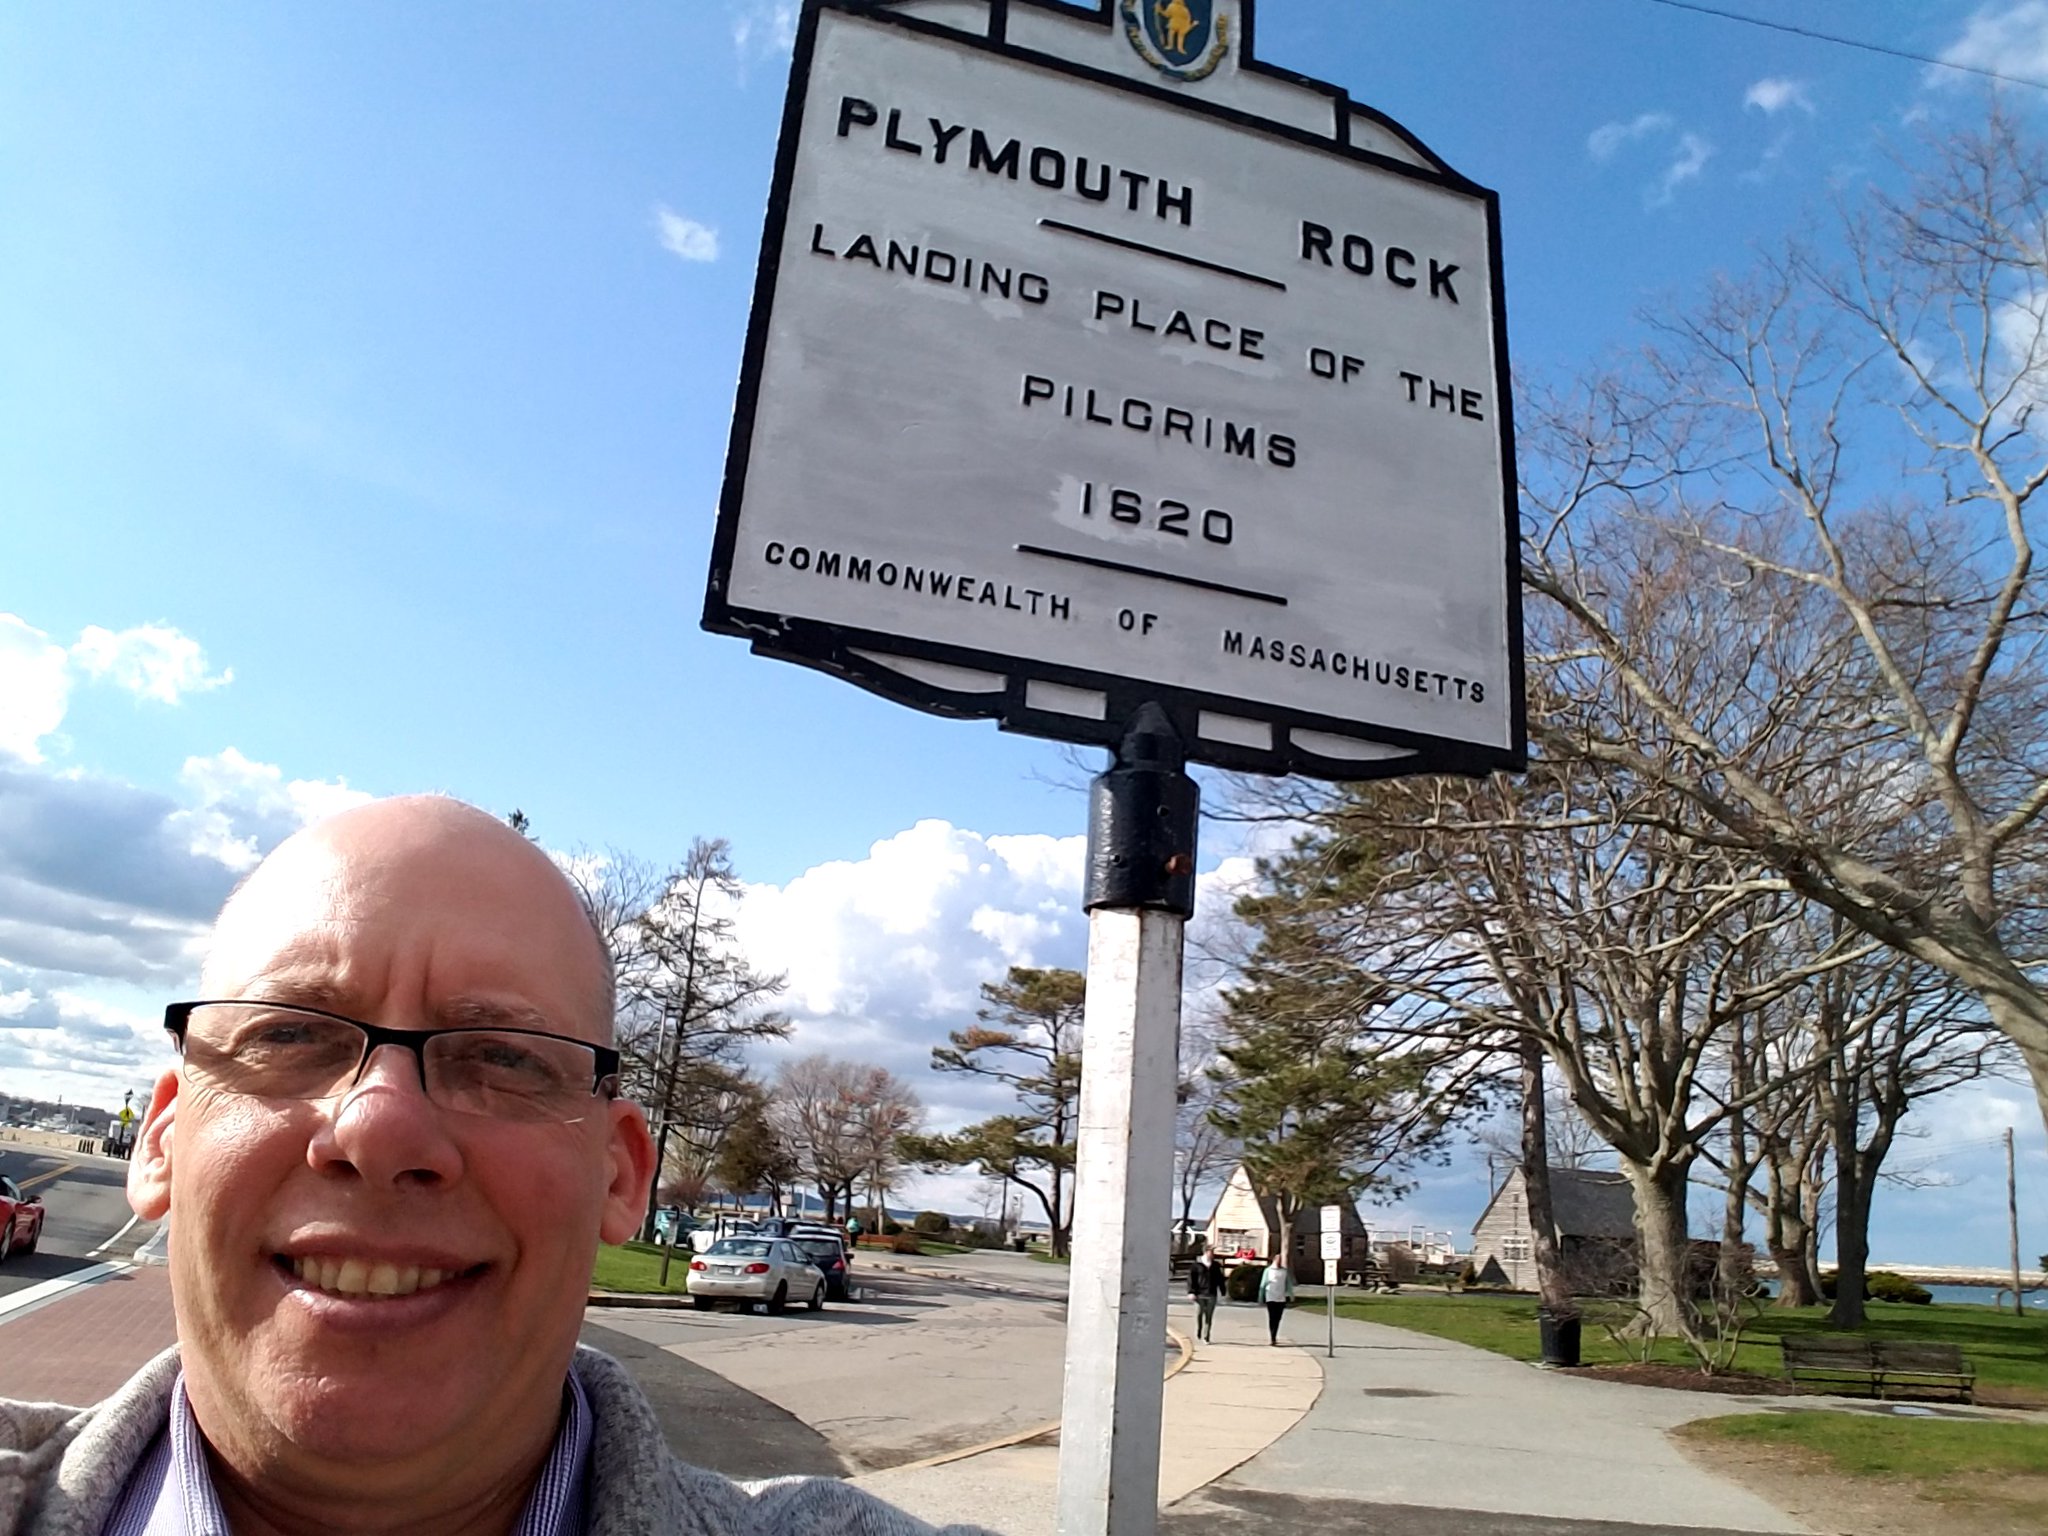 PLYMOUTH ROCK
LANDING PLACE OF THE
PILGRIMS
1620
COMMONWEALTH OF MASSACHUSETTS